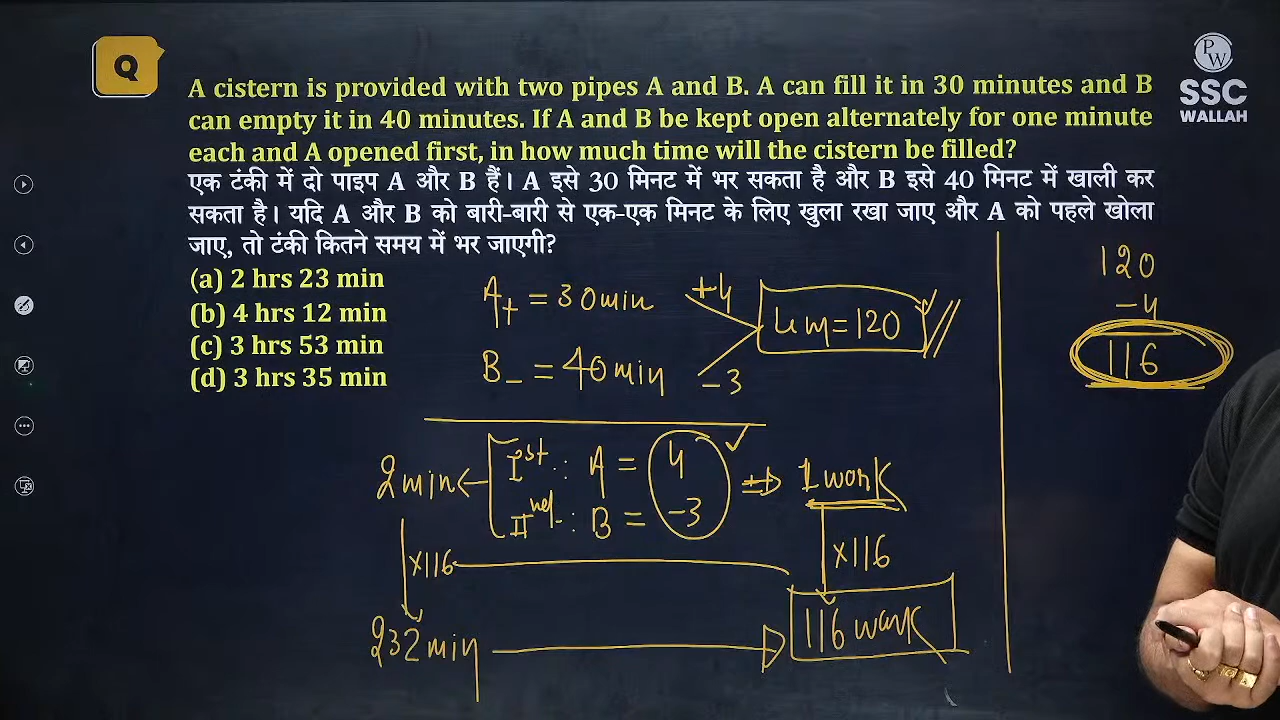 Q
A cistern is provided with two pipes A and B. A can fill it in 30 minutes and B
can empty it in 40 minutes. If A and B be kept open alternately for one minute
each and A opened first, in how much time will the cistern be filled?
एक टंकी में दो पाइप A और B हैं। A इसे 30 मिनट में भर सकता है और B इसे 40 मिनट में खाली कर
सकता है। यदि A और B को बारी-बारी से एक-एक मिनट के लिए खुला रखा जाए और A को पहले खोला
जाए, तो टंकी कितने समय में भर जाएगी?
(a) 2 hrs 23 min
(b) 4 hrs 12 min
(c) 3 hrs 53 min
(d) 3 hrs 35 min
PW
SSC
WALLAH
A+ = 30min +4
Lcm=120
B- = 40min -3
120
-4
116
2min ← Ist : A = 4 ⇒ 1 work
IInd : B = -3
×116 ×116
232min 116 work